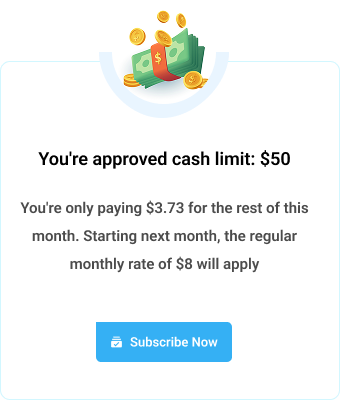 You're approved cash limit: $50
You're only paying $3.73 for the rest of this
month. Starting next month, the regular
monthly rate of $8 will apply
Subscribe Now